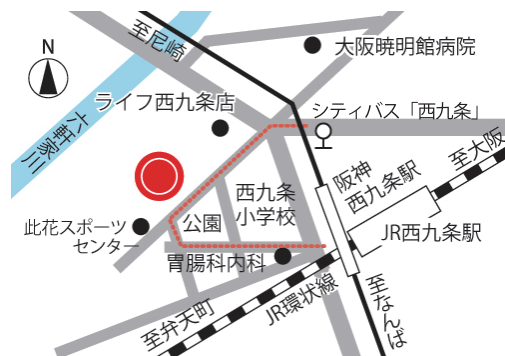 N
至尼崎
大阪暁明館病院
ライフ西九条店
シティバス「西九条」
六軒家川
至大阪
阪神
西九条駅
西九条
小学校
此花スポーツ
センター
公園
JR西九条駅
胃腸科内科
JR環状線
至弁天町
至なんば